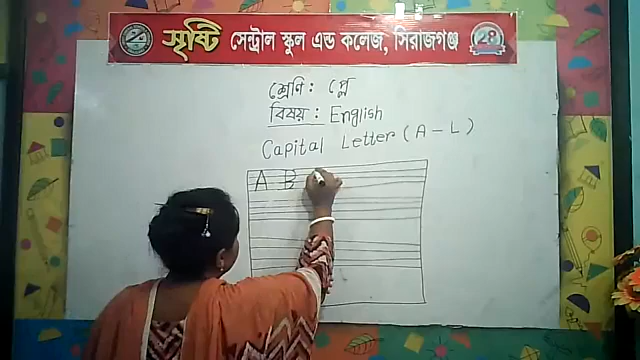 সৃষ্টি সেন্ট্রাল স্কুল এন্ড কলেজ, সিরাজগঞ্জ
শ্রেণি : প্লে
বিষয় : English
Capital Letter (A - L)
A B